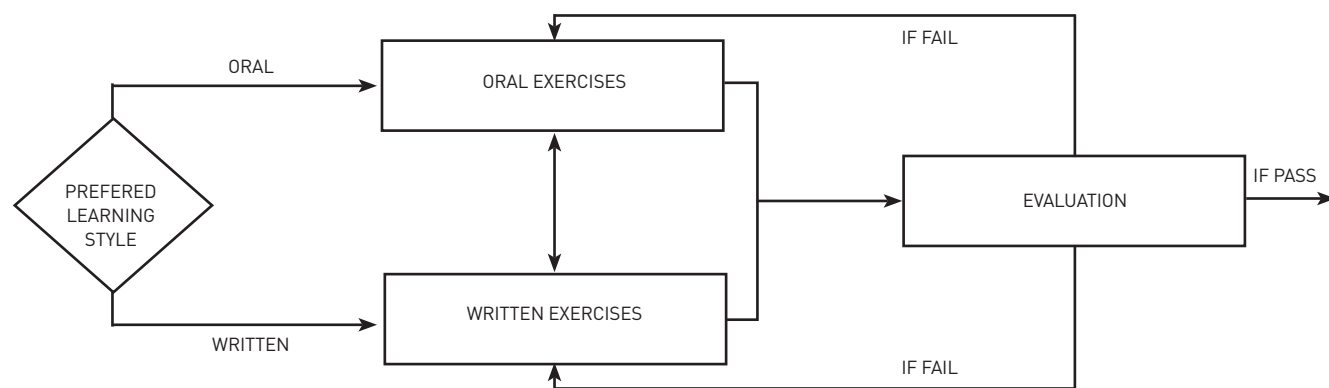 IF FAIL
ORAL
ORAL EXERCISES
PREFERED
LEARNING
STYLE
EVALUATION
IF PASS
WRITTEN EXERCISES
WRITTEN
IF FAIL